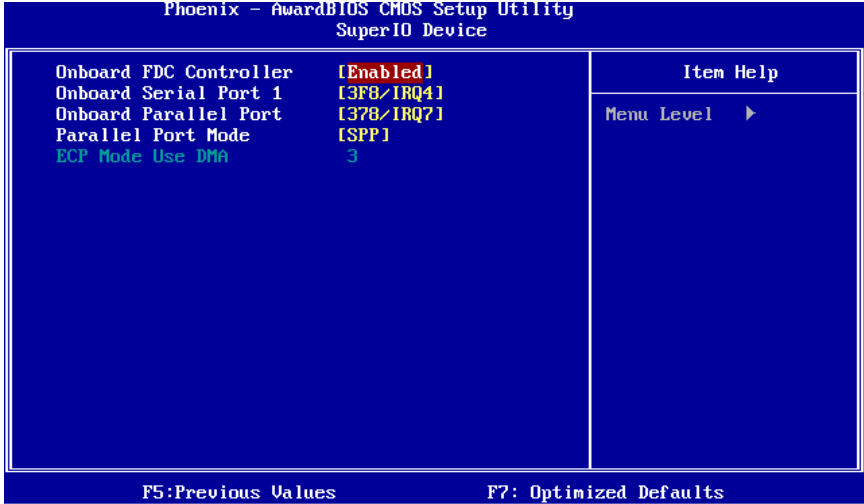 Phoenix - AwardBIOS CMOS Setup Utility
SuperIO Device
Onboard FDC Controller [Enabled]
Onboard Serial Port 1 [3F8/IRQ4]
Onboard Parallel Port [378/IRQ7]
Parallel Port Mode [SPP]
ECP Mode Use DMA 3
Item Help
Menu Level ▶
F5:Previous Values F7: Optimized Defaults